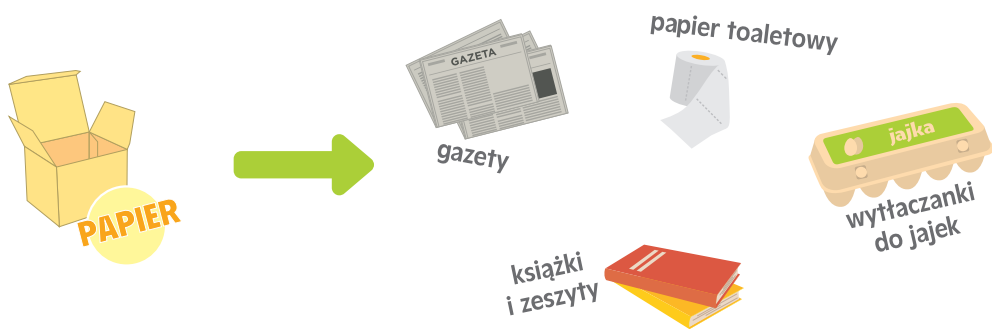 PAPIER
GAZETA
gazety
papier toaletowy
jajka
wytłaczanki
do jajek
książki
i zeszyty